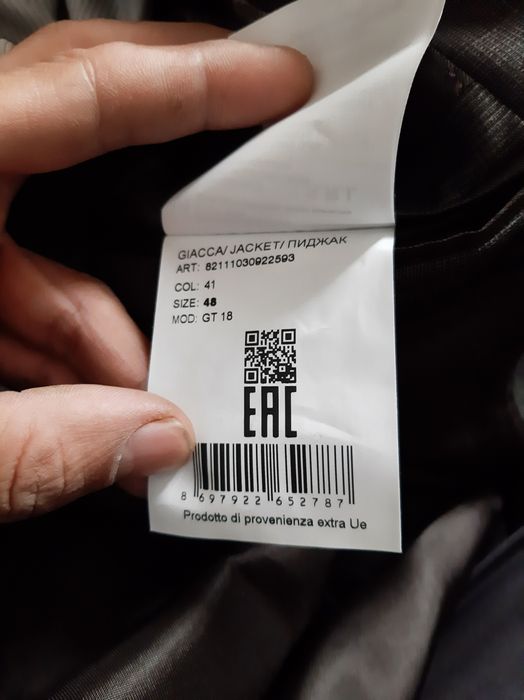 GIACCA/ JACKET/ ПИДЖАК
ART: 82111030922593
COL: 41
SIZE: 48
MOD: GT 18
EAC
8 697922 652787
Prodotto di provenienza extra Ue